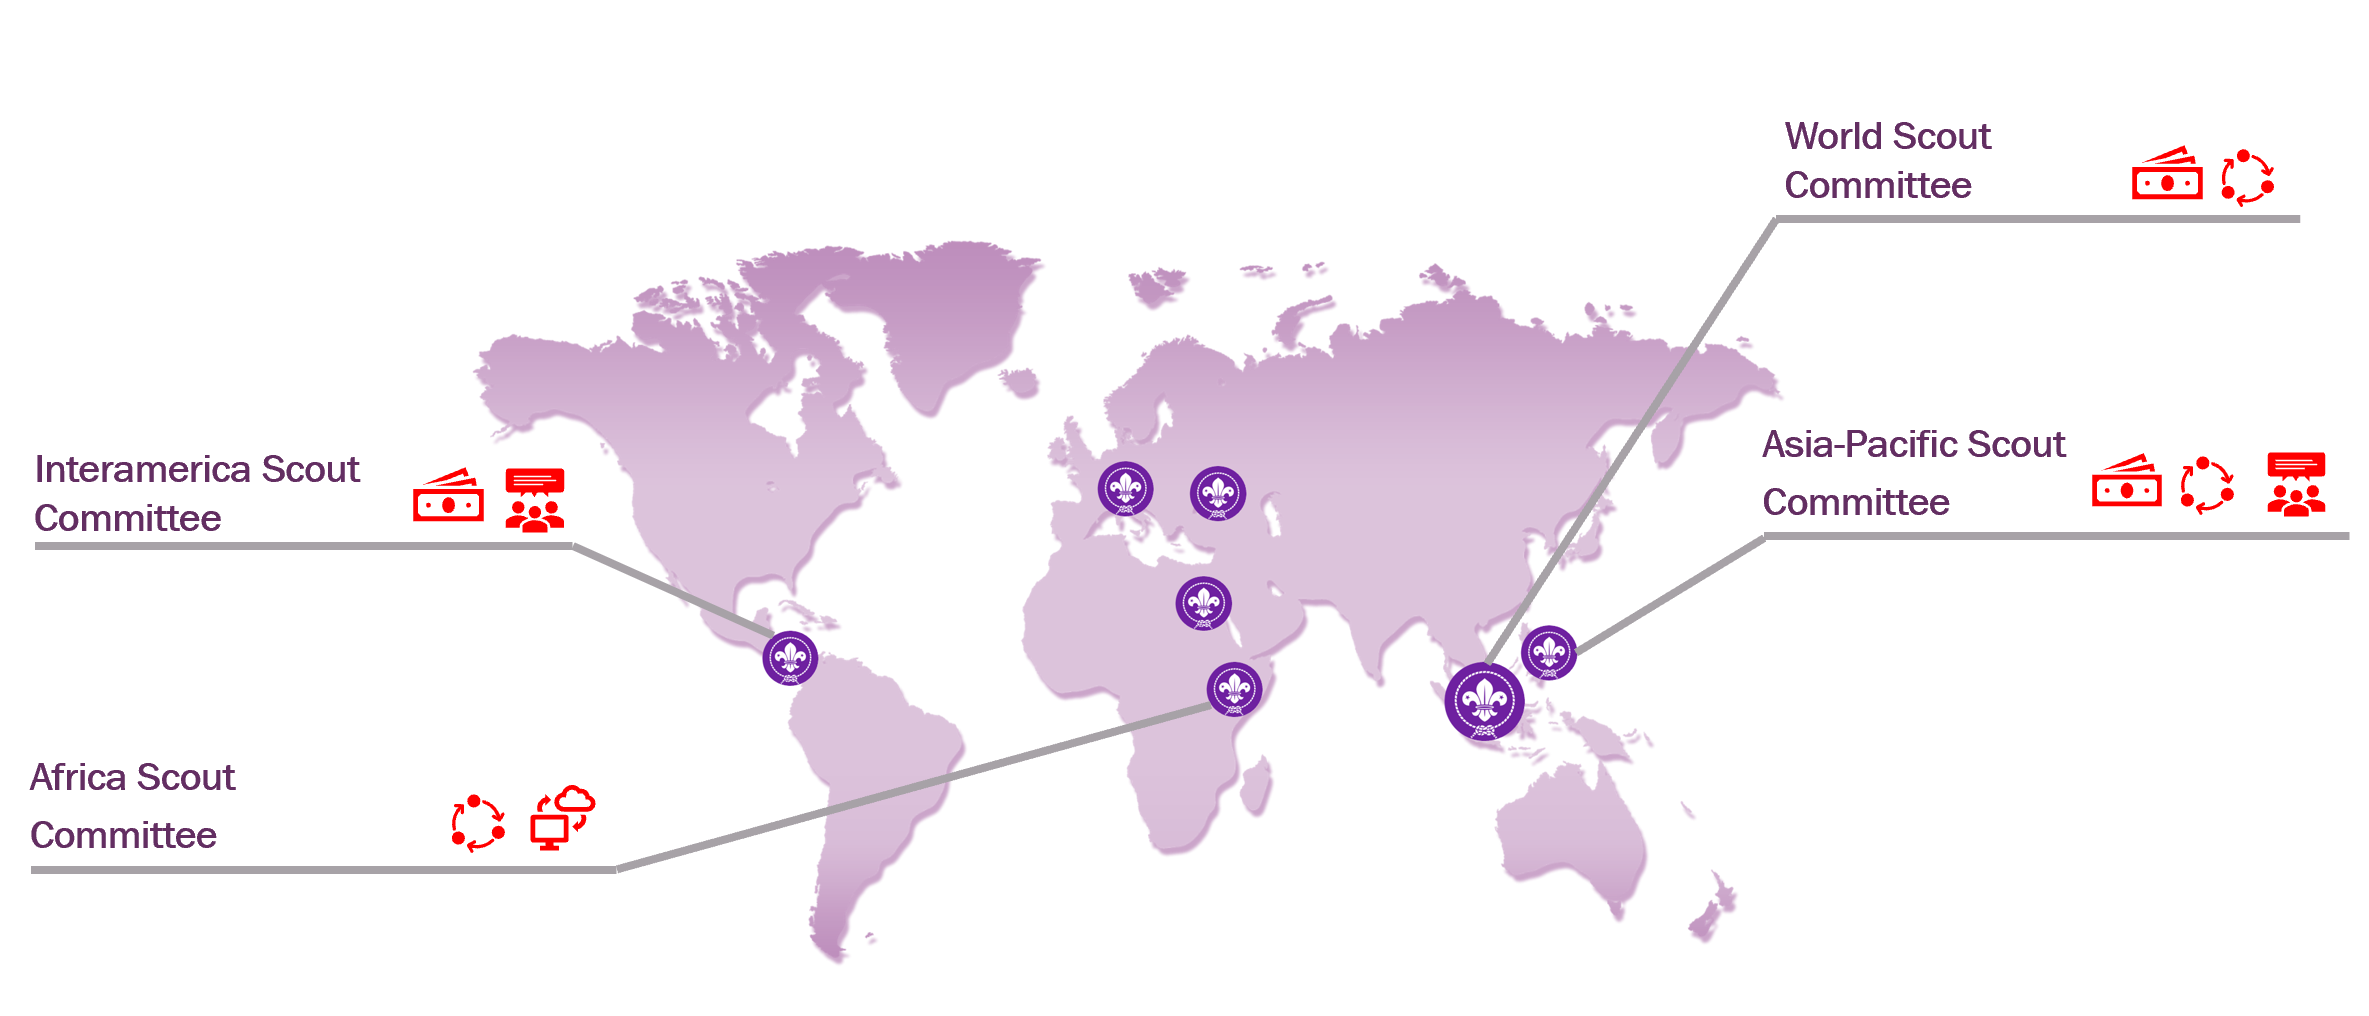 World Scout
Committee
Asia-Pacific Scout
Committee
Interamerica Scout
Committee
Africa Scout
Committee